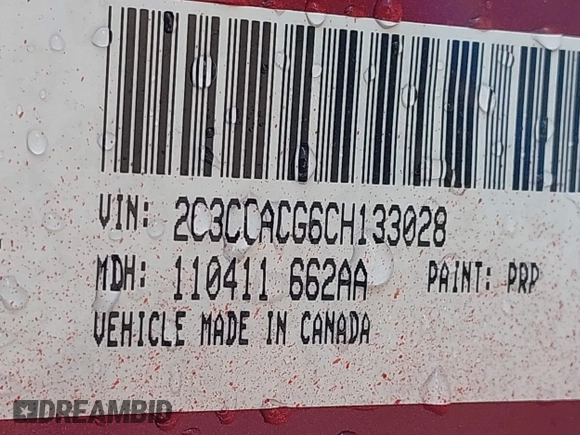 VIN: 2C3CCACG6CH133028
MDH: 110411 662AA PAINT: PRP
VEHICLE MADE IN CANADA
DREAMBID